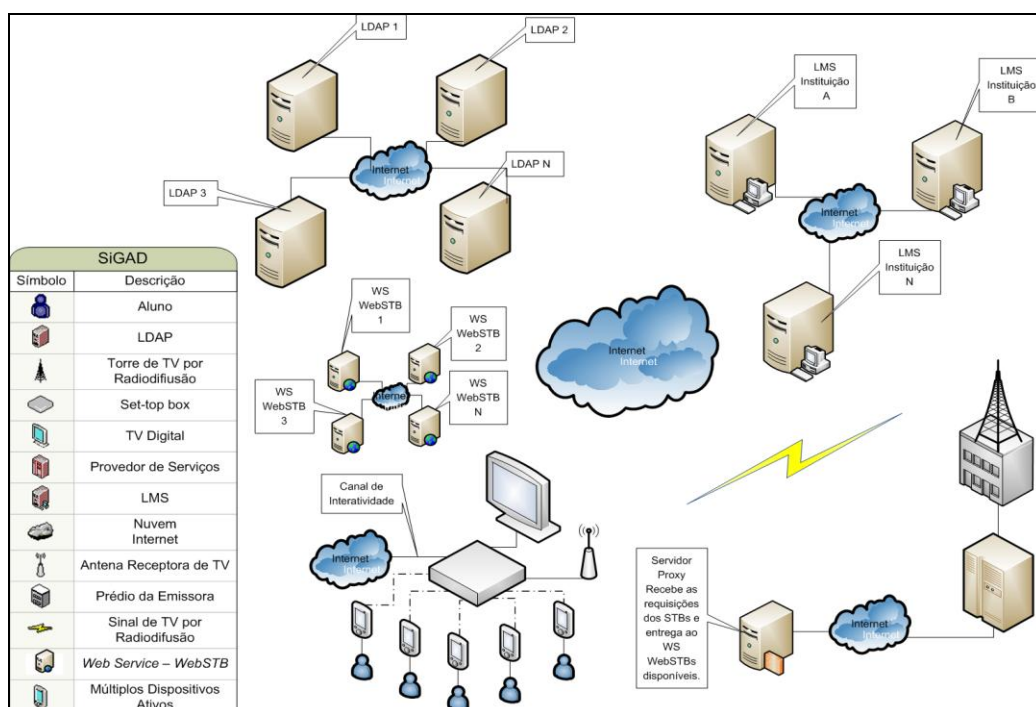 LDAP 1
LDAP 2
LDAP 3
LDAP N
Internet
Internet
LMS
Instituição
A
LMS
Instituição
B
Internet
Internet
LMS
Instituição
N
SiGAD
Símbolo
Descrição
Aluno
LDAP
Torre de TV por
Radiodifusão
Set-top box
TV Digital
Provedor de Serviços
LMS
Nuvem
Internet
Antena Receptora de TV
Prédio da Emissora
Sinal de TV por
Radiodifusão
Web Service – WebSTB
Múltiplos Dispositivos
Ativos
WS
WebSTB
1
WS
WebSTB
2
WS
WebSTB
3
WS
WebSTB
N
Internet
Internet
Canal de
Interatividade
Internet
Internet
Servidor
Proxy
Recebe as
requisições
dos STBs e
entrega ao
WS
WebSTBs
disponíveis.
Internet
Internet